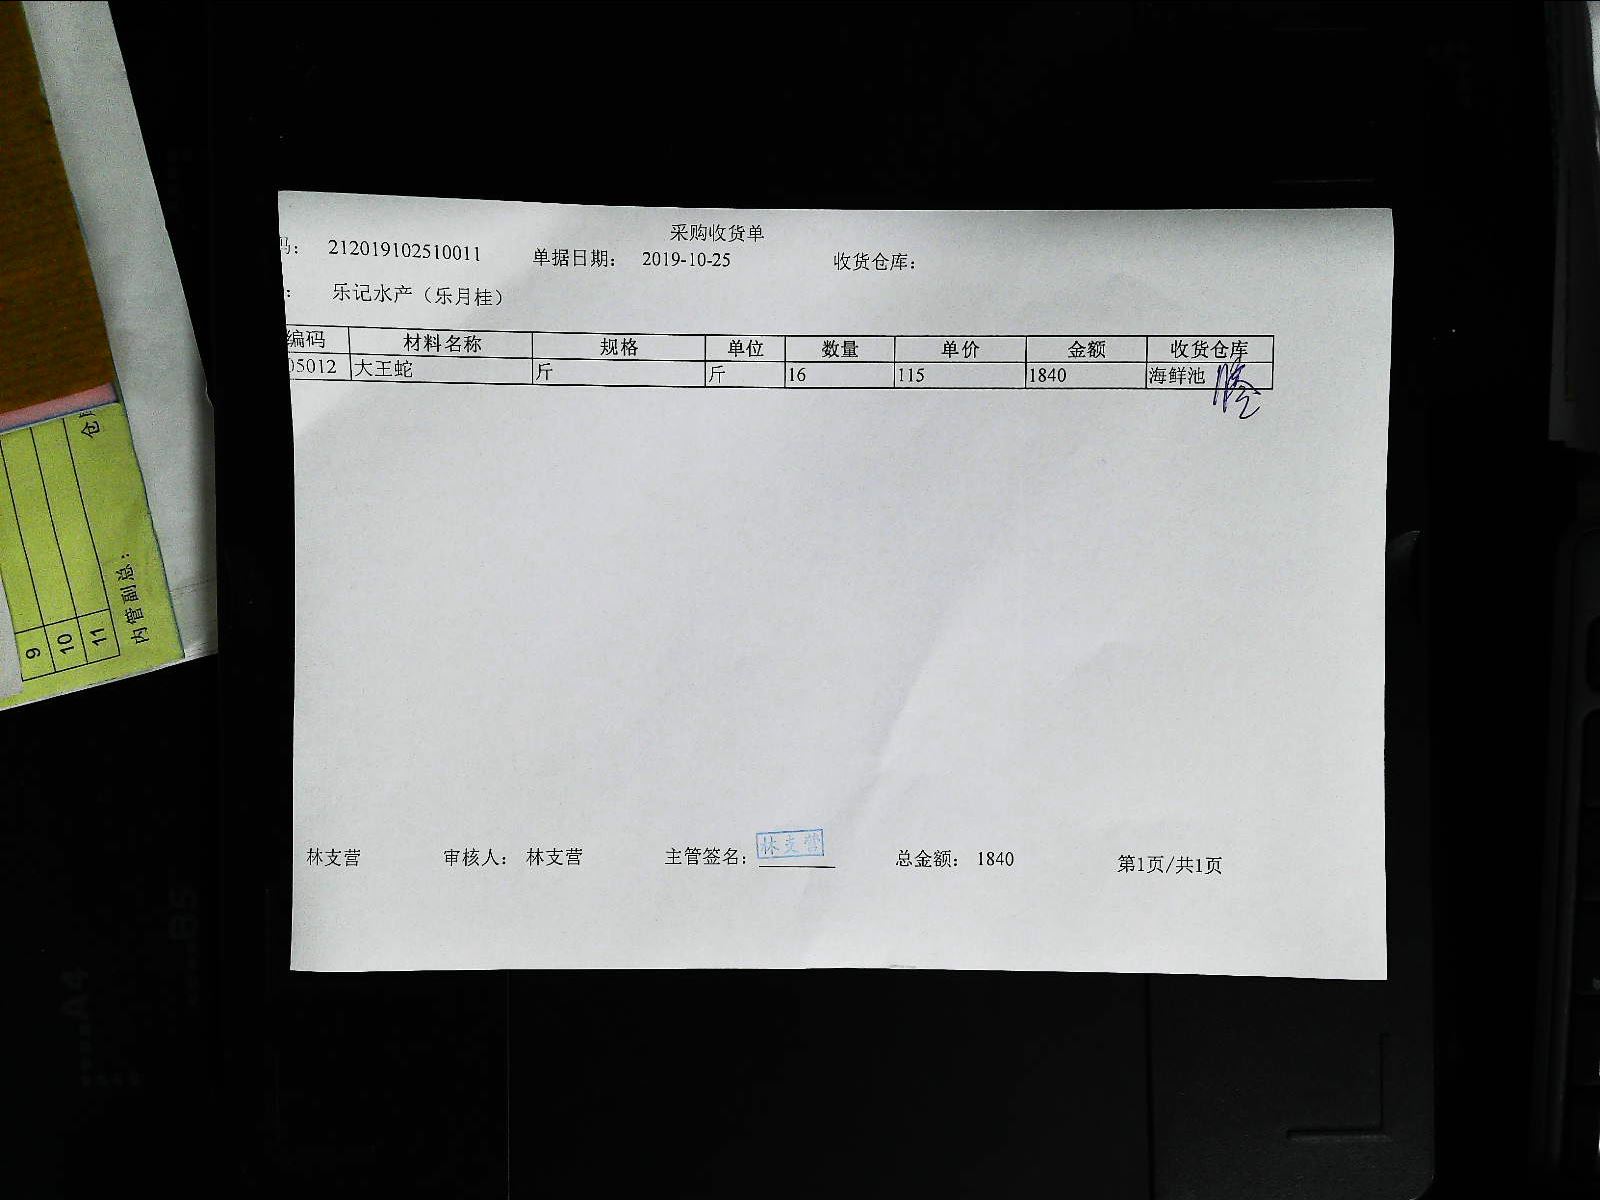 采购收货单
码： 212019102510011 单据日期： 2019-10-25 收货仓库：
： 乐记水产（乐月桂）
编码 材料名称 规格 单位 数量 单价 金额 收货仓库
05012 大王蛇 斤 斤 16 115 1840 海鲜池
林支营 审核人： 林支营 主管签名： 林支营 总金额： 1840 第1页/共1页
仓
内管副总：
9
10
11